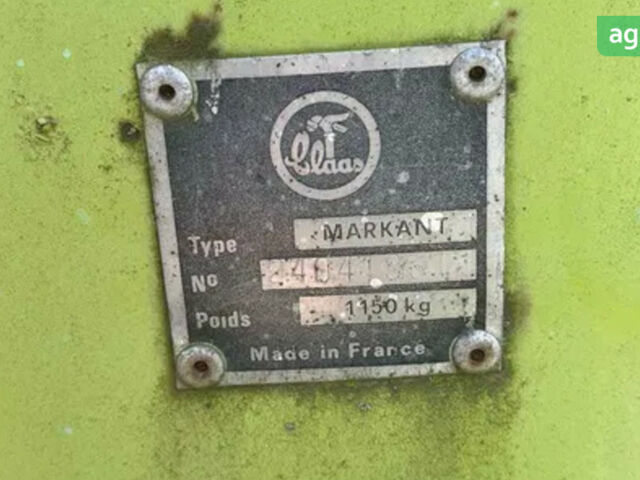 ag
Claas
Type MARKANT
No
Poids 1150 kg
Made in France